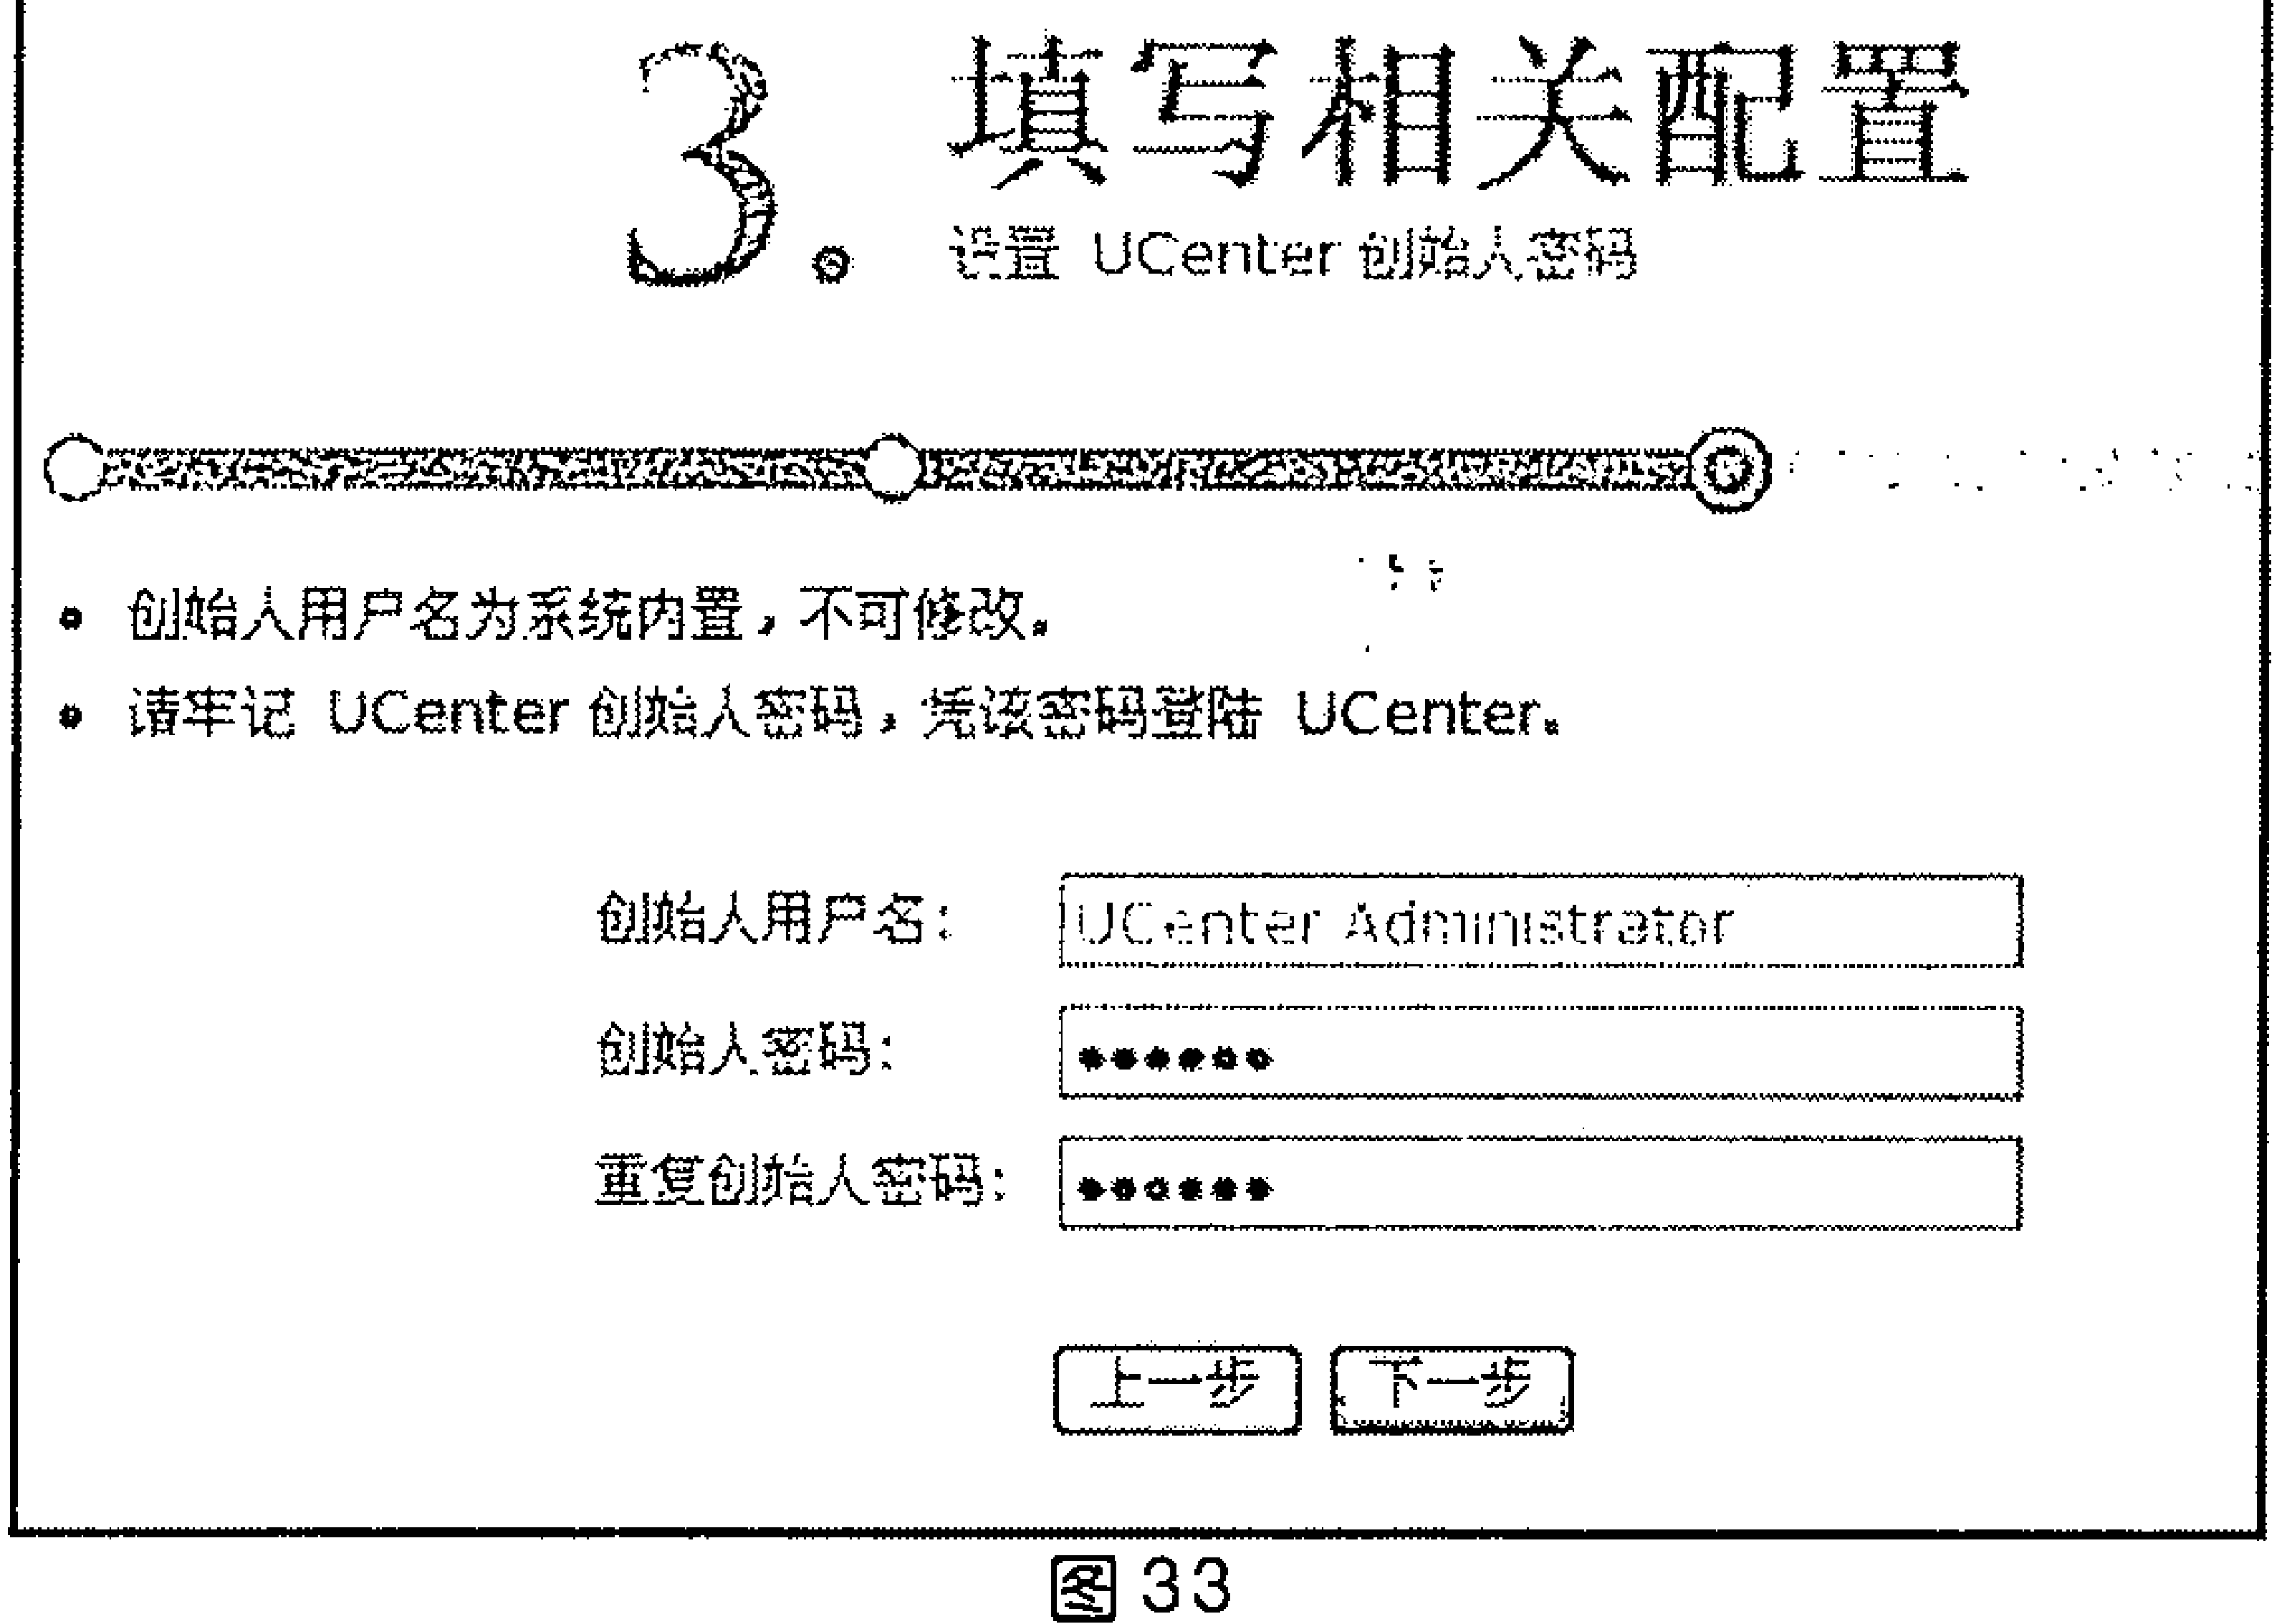 3. 填写相关配置
设置 UCenter 创始人密码
创始人用户名为系统内置，不可修改。
请牢记 UCenter 创始人密码，凭该密码登陆 UCenter。
创始人用户名：
UCenter Administrator
创始人密码：
●●●●●●
重复创始人密码：
●●●●●●
上一步 下一步
图 33